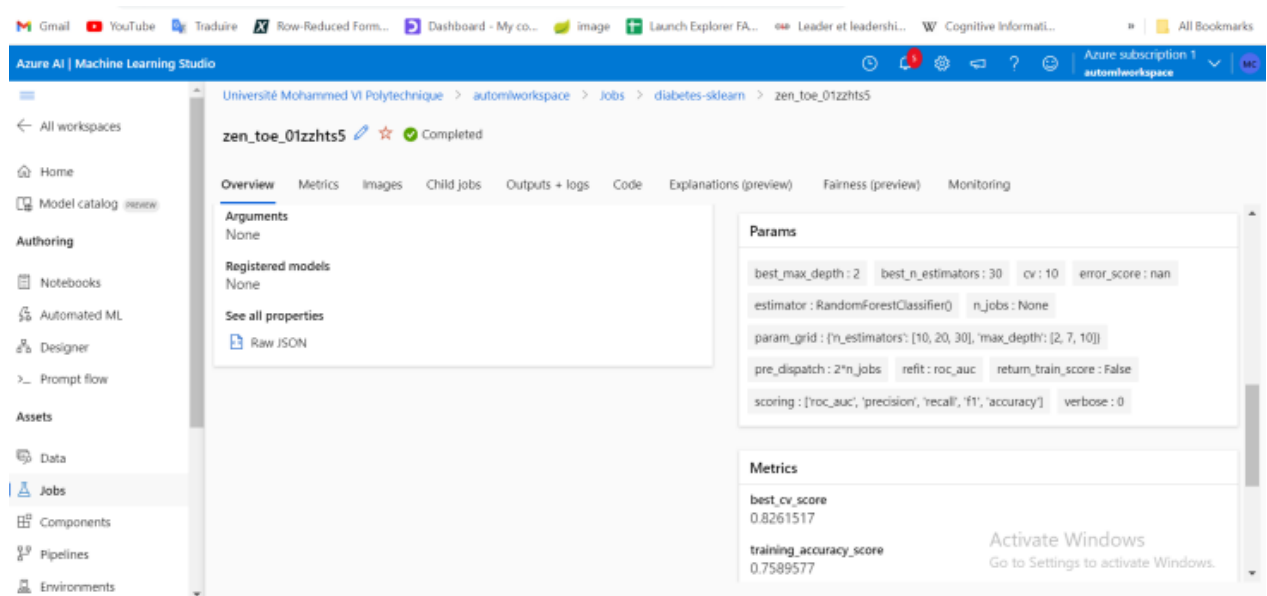 Gmail YouTube Traduire Row-Reduced Form... Dashboard - My co... image Launch Explorer FA... Leader et leadershi... Cognitive Informati... » All Bookmarks
Azure AI | Machine Learning Studio 5 ? Azure subscription 1
automlworkspace MC
Université Mohammed VI Polytechnique > automlworkspace > Jobs > diabetes-sklearn > zen_toe_01zzhts5
All workspaces
zen_toe_01zzhts5 Completed
Home
Overview Metrics Images Child jobs Outputs + logs Code Explanations (preview) Fairness (preview) Monitoring
Model catalog PREVIEW
Authoring
Notebooks
Automated ML
Designer
Prompt flow
Assets
Data
Jobs
Components
Pipelines
Environments
Arguments
None
Registered models
None
See all properties
Raw JSON
Params
best_max_depth : 2 best_n_estimators : 30 cv : 10 error_score : nan
estimator : RandomForestClassifier() n_jobs : None
param_grid : {'n_estimators': [10, 20, 30], 'max_depth': [2, 7, 10]}
pre_dispatch : 2*n_jobs refit : roc_auc return_train_score : False
scoring : ['roc_auc', 'precision', 'recall', 'f1', 'accuracy'] verbose : 0
Metrics
best_cv_score
0.8261517
training_accuracy_score
0.7589577
Activate Windows
Go to Settings to activate Windows.